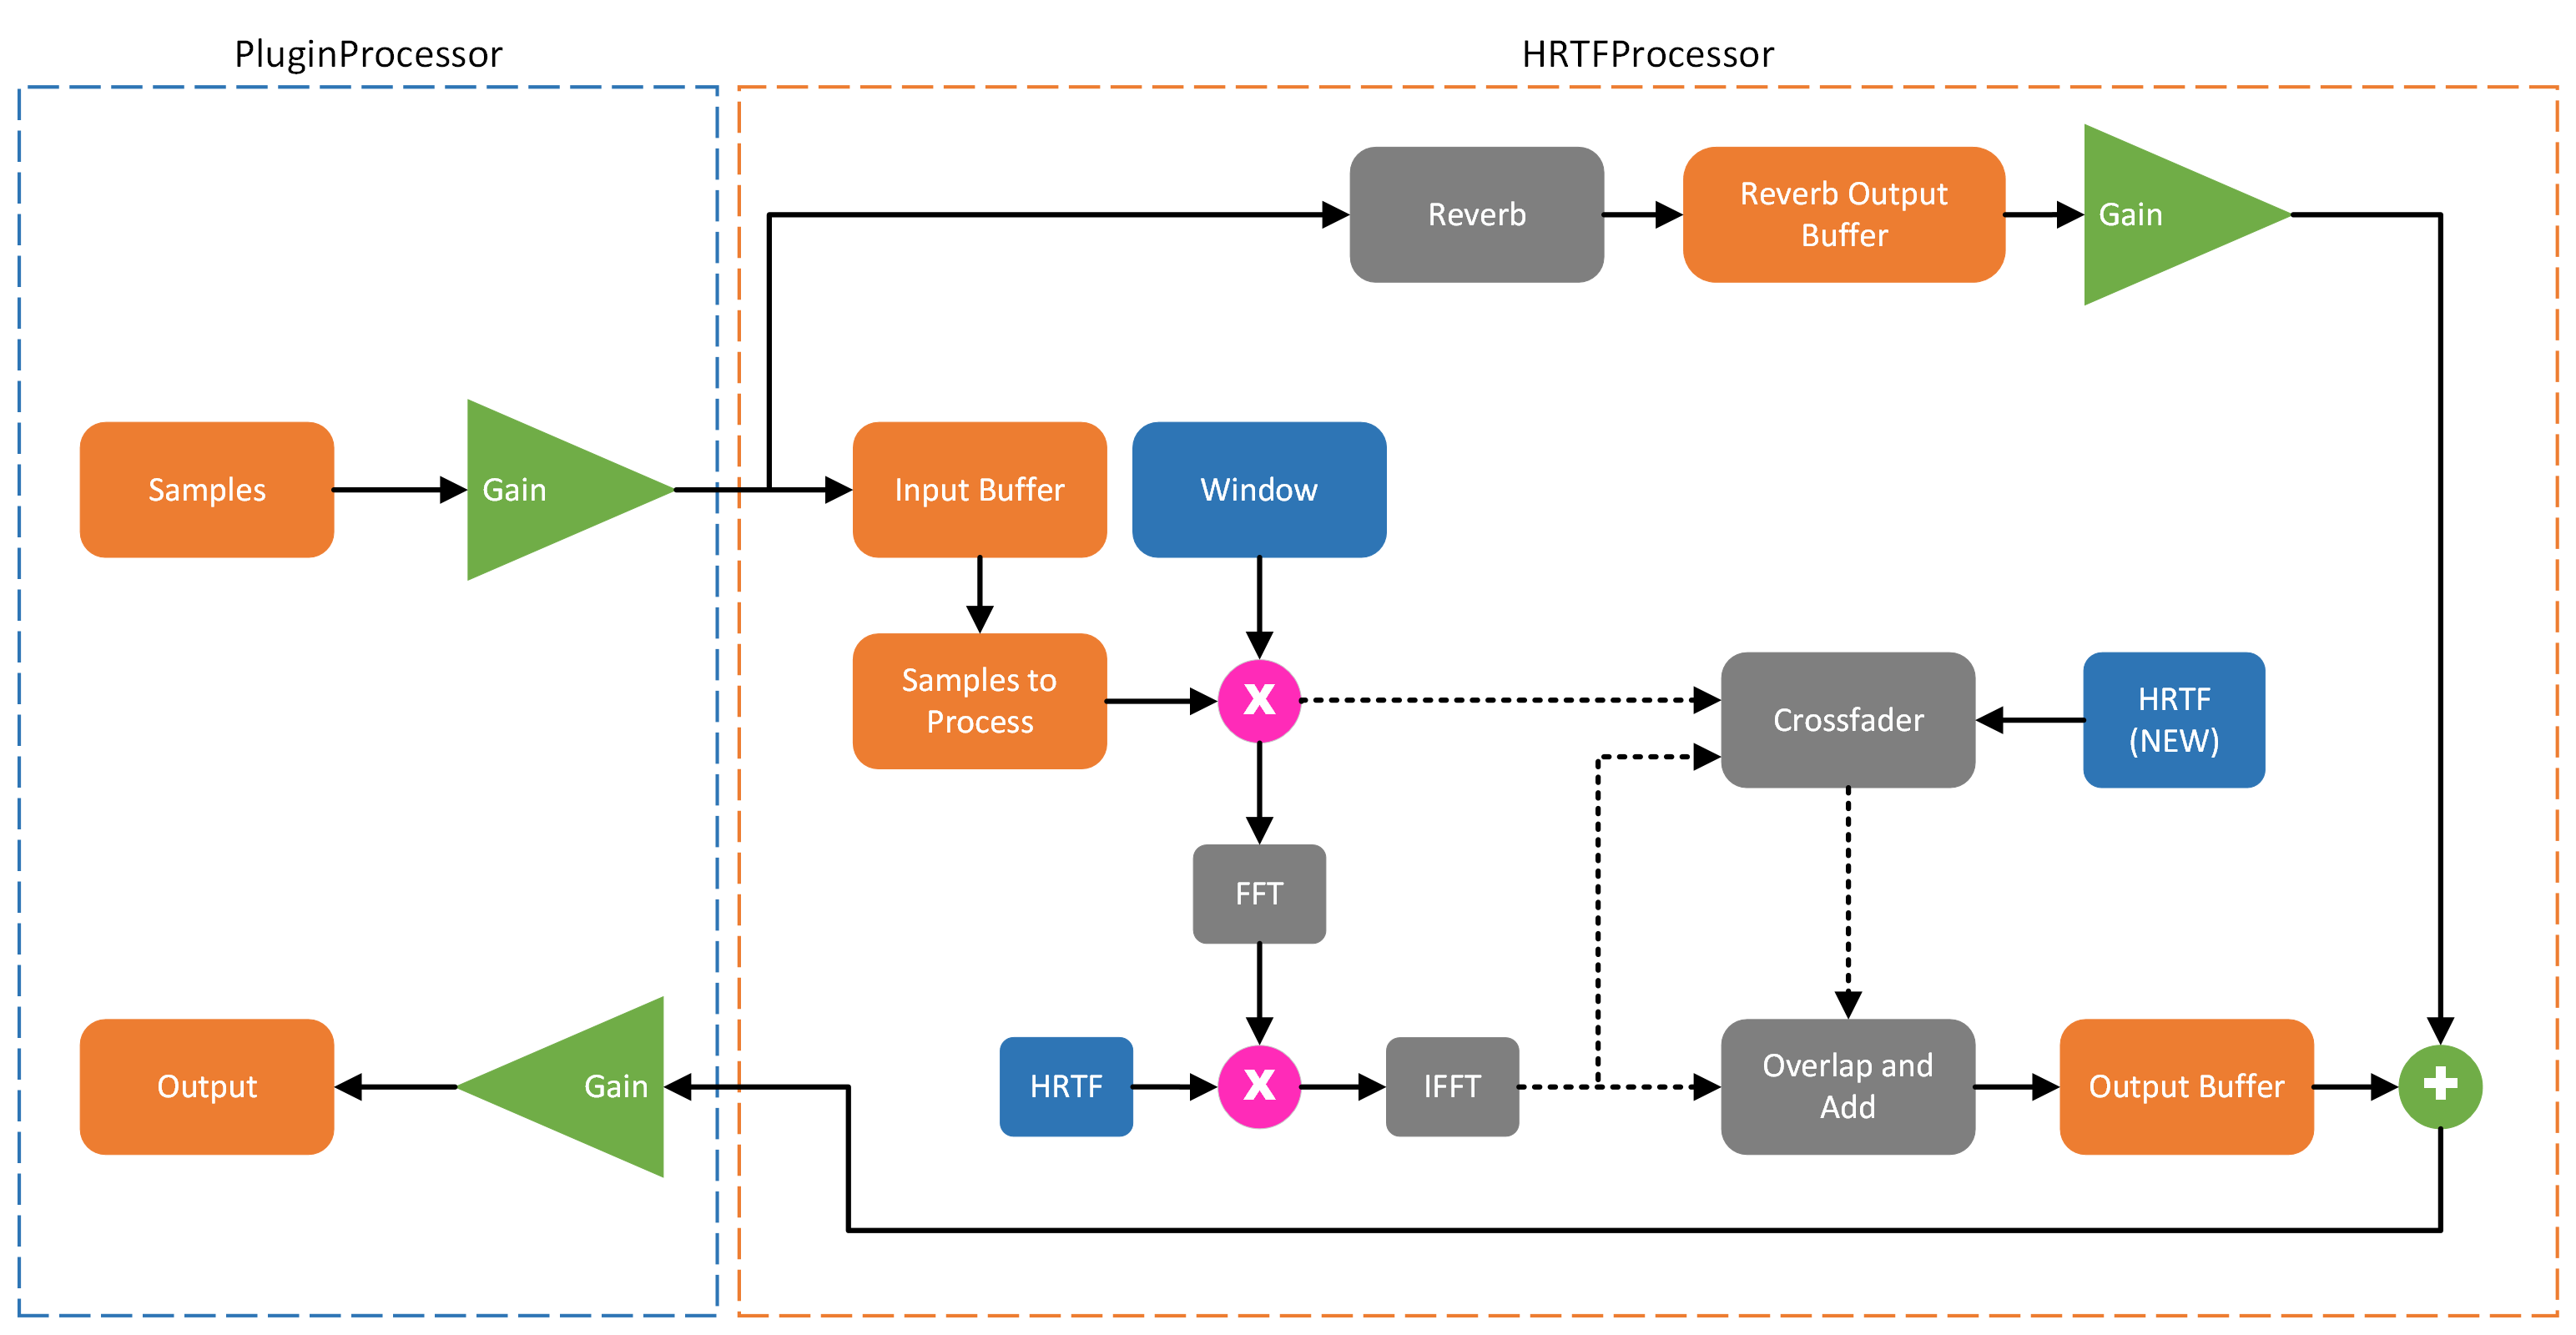 PluginProcessor
HRTFProcessor
Reverb
Reverb Output
Buffer
Gain
Samples
Gain
Input Buffer
Window
Samples to
Process
X
Crossfader
HRTF
(NEW)
FFT
Output
Gain
HRTF
X
IFFT
Overlap and
Add
Output Buffer
+